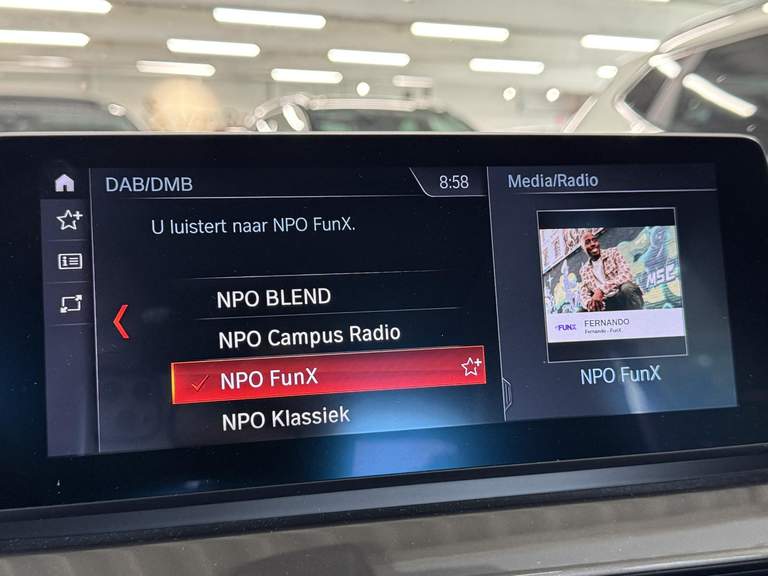 DAB/DMB
8:58
U luistert naar NPO FunX.
NPO BLEND
NPO Campus Radio
NPO FunX
NPO Klassiek
Media/Radio
MSC
FUNX
FERNANDO
Fernando - FunX.
NPO FunX